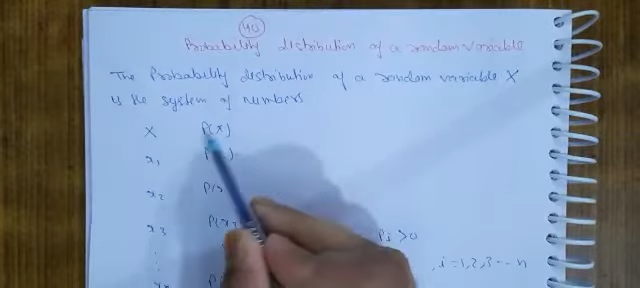 40
Probability distribution of a random variable
The Probability distribution of a random variable X
is the system of numbers
X P(X)
x1
x2
x3 P(x3
Pi > 0
, i = 1, 2, 3 -- n